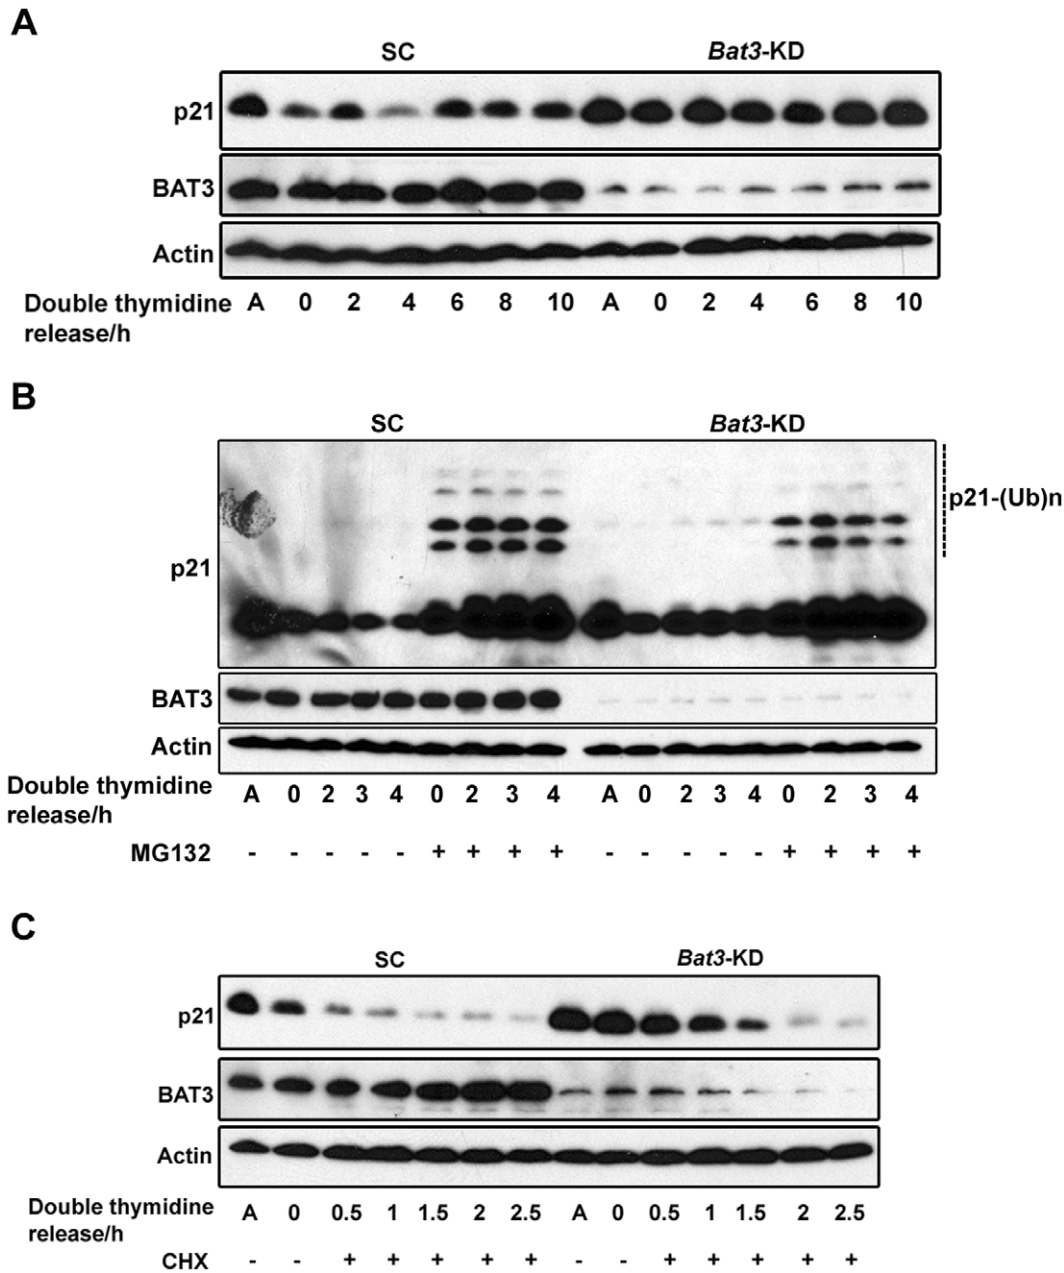 A
SC Bat3-KD
p21
BAT3
Actin
Double thymidine A 0 2 4 6 8 10 A 0 2 4 6 8 10
release/h
B
SC Bat3-KD
p21-(Ub)n
p21
BAT3
Actin
Double thymidine A 0 2 3 4 0 2 3 4 A 0 2 3 4 0 2 3 4
release/h
MG132 - - - - - + + + + - - - - - + + + +
C
SC Bat3-KD
p21
BAT3
Actin
Double thymidine A 0 0.5 1 1.5 2 2.5 A 0 0.5 1 1.5 2 2.5
release/h
CHX - - + + + + + - - + + + + +